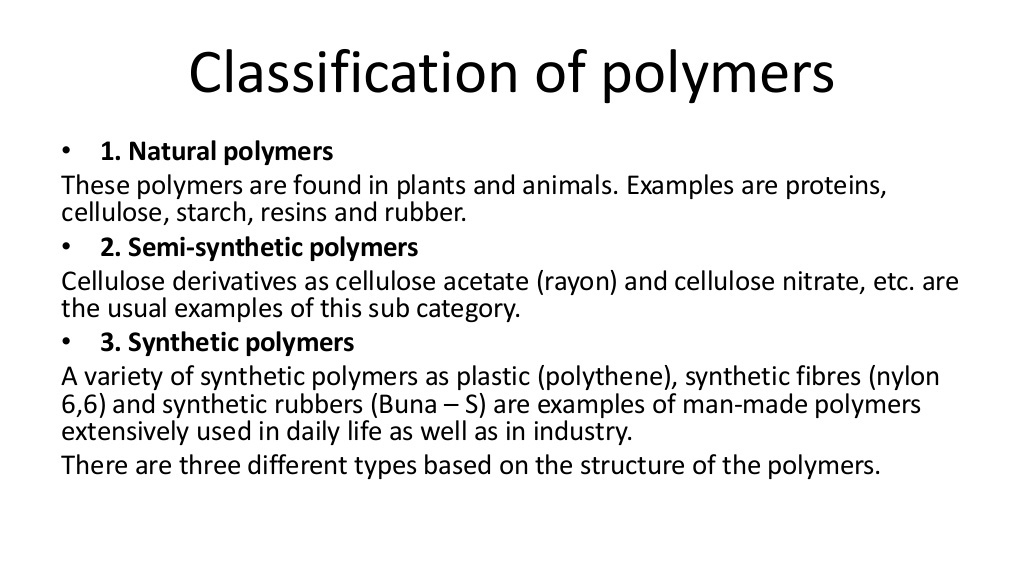 Classification of polymers
• 1. Natural polymers
These polymers are found in plants and animals. Examples are proteins,
cellulose, starch, resins and rubber.
• 2. Semi-synthetic polymers
Cellulose derivatives as cellulose acetate (rayon) and cellulose nitrate, etc. are
the usual examples of this sub category.
• 3. Synthetic polymers
A variety of synthetic polymers as plastic (polythene), synthetic fibres (nylon
6,6) and synthetic rubbers (Buna – S) are examples of man-made polymers
extensively used in daily life as well as in industry.
There are three different types based on the structure of the polymers.